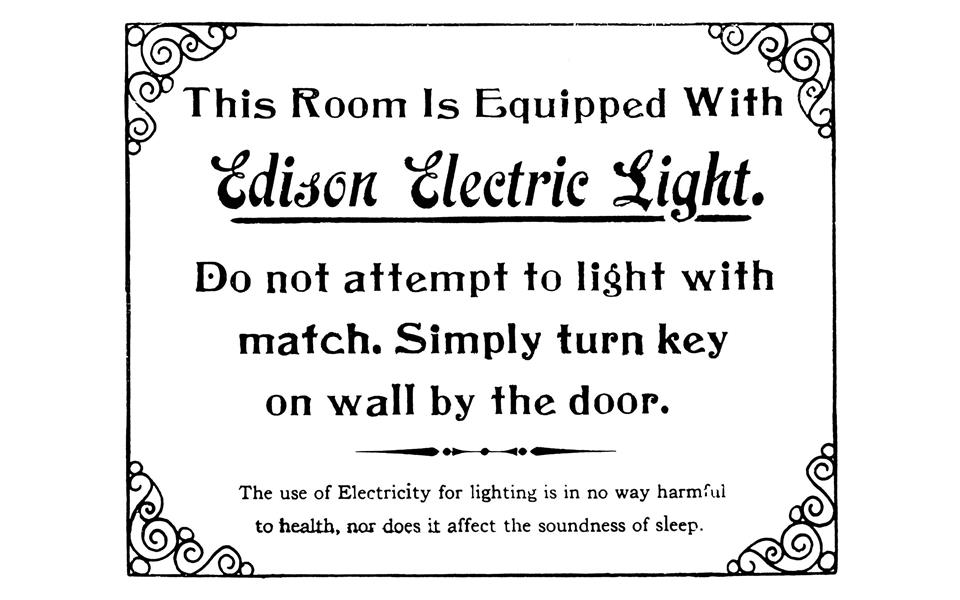 This Room Is Equipped With
Edison Electric Light.
Do not attempt to light with
match. Simply turn key
on wall by the door.
The use of Electricity for lighting is in no way harmful
to health, nor does it affect the soundness of sleep.